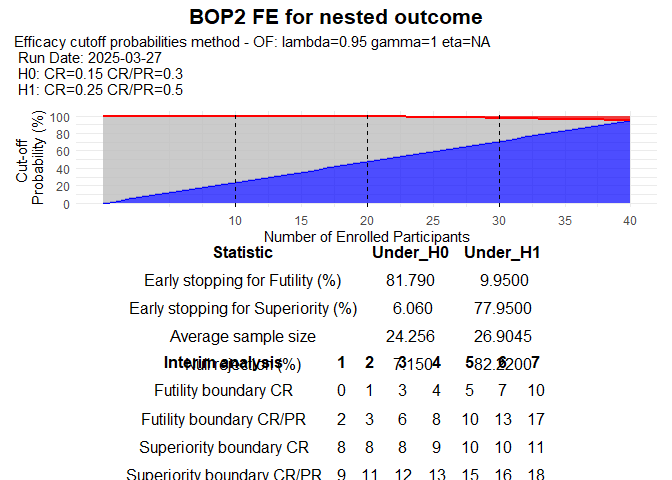 BOP2 FE for nested outcome
Efficacy cutoff probabilities method - OF: lambda=0.95 gamma=1 eta=NA
Run Date: 2025-03-27
H0: CR=0.15 CR/PR=0.3
H1: CR=0.25 CR/PR=0.5
Cut-off
Probability (%)
100
80
60
40
20
0
10 15 20 25 30 35 40
Number of Enrolled Participants
Statistic Under_H0 Under_H1
Early stopping for Futility (%) 81.790 9.9500
Early stopping for Superiority (%) 6.060 77.9500
Average sample size 24.256 26.9045
Null rejection (%) 7.150 82.2200
Interim analysis 1 2 3 4 5 6 7
Futility boundary CR 0 1 3 4 5 7 10
Futility boundary CR/PR 2 3 6 8 10 13 17
Superiority boundary CR 8 8 8 9 10 10 11
Superiority boundary CR/PR 9 11 12 13 15 16 18